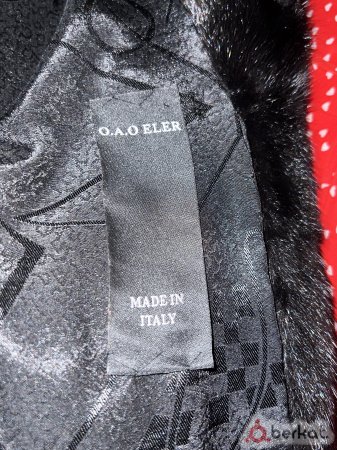 O.A.O ELER
MADE IN
ITALY
berkat